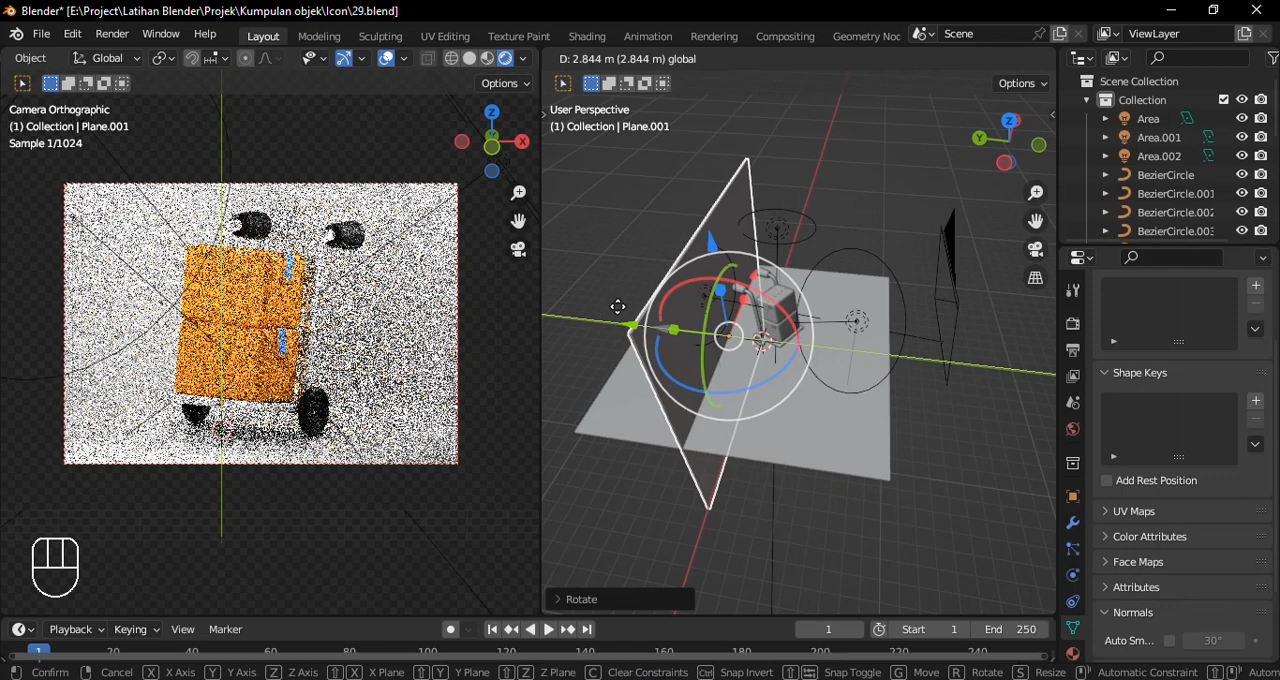 Blender* [E:\Project\Latihan Blender\Projek\Kumpulan objek\Icon\29.blend]
File Edit Render Window Help Layout Modeling Sculpting UV Editing Texture Paint Shading Animation Rendering Compositing Geometry Noc Scene ViewLayer
Object Global D: 2.844 m (2.844 m) global
Options Options
Camera Orthographic
(1) Collection | Plane.001
Sample 1/1024
User Perspective
(1) Collection | Plane.001
Z
X
Z
Y
Scene Collection
Collection
Area
Area.001
Area.002
BezierCircle
BezierCircle.001
BezierCircle.002
BezierCircle.003
Shape Keys
Add Rest Position
UV Maps
Color Attributes
Face Maps
Attributes
Normals
Auto Sm... 30°
Rotate
Playback Keying View Marker 1 Start 1 End 250
1 20 40 60 80 100 120 140 160 180 200 220 240
Confirm Cancel X X Axis Y Y Axis Z Z Axis X X Plane Y Y Plane Z Z Plane C Clear Constraints Ctrl Snap Invert Snap Toggle G Move R Rotate S Resize Automatic Constraint Autom